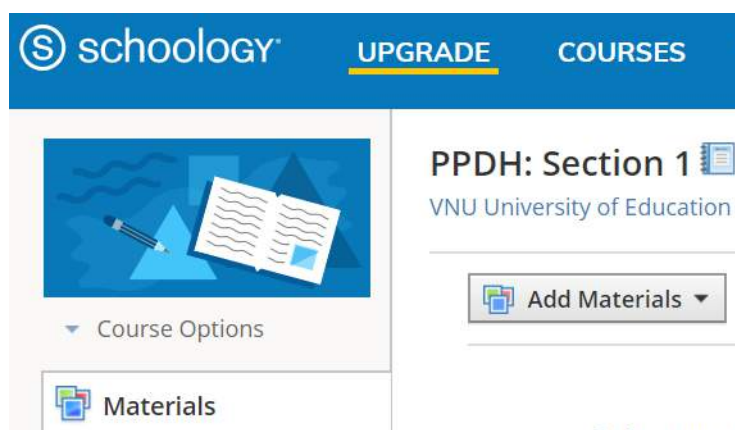 schoology UPGRADE COURSES
PPDH: Section 1
VNU University of Education
Add Materials
Course Options
Materials